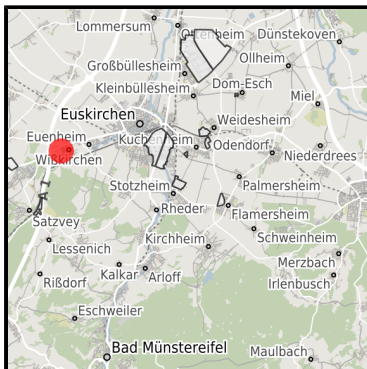 Lommersum
Ottenheim
Dünstekoven
Großbüllesheim
Ollheim
Kleinbüllesheim
Dom-Esch
Miel
Euskirchen
Weidesheim
Euenheim
Kuchenheim
Odendorf
Niederdrees
Wißkirchen
Stotzheim
Palmersheim
Rheder
Flamersheim
Satzvey
Schweinheim
Lessenich
Kirchheim
Merzbach
Kalkar
Arloff
Rißdorf
Irlenbusch
Eschweiler
Bad Münstereifel
Maulbach